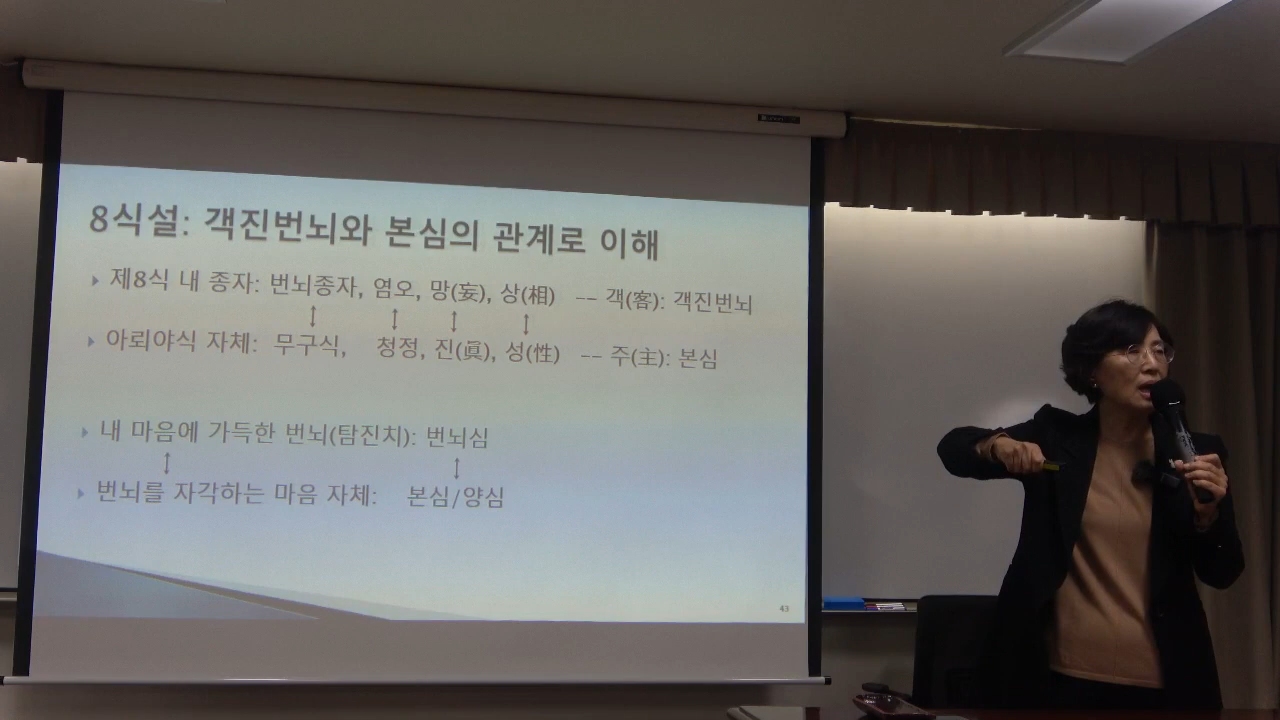 8식설: 객진번뇌와 본심의 관계로 이해
제8식 내 종자: 번뇌종자, 염오, 망(妄), 상(相) -- 객(客): 객진번뇌
아뢰야식 자체: 무구식, 청정, 진(眞), 성(性) -- 주(主): 본심
내 마음에 가득한 번뇌(탐진치): 번뇌심
번뇌를 자각하는 마음 자체: 본심/양심
43